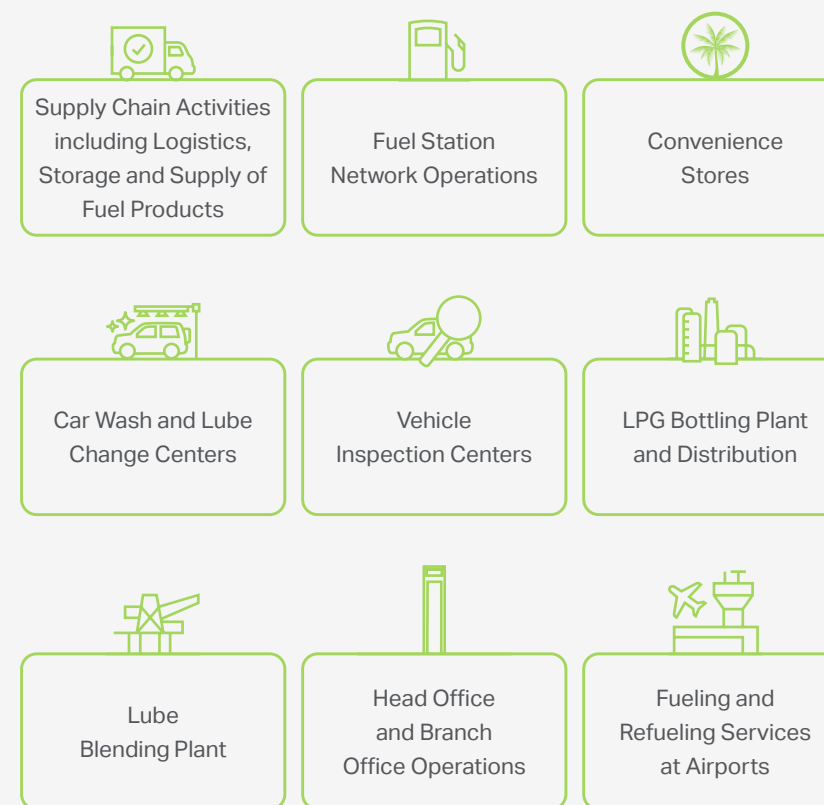 Supply Chain Activities
including Logistics,
Storage and Supply of
Fuel Products
Fuel Station
Network Operations
Convenience
Stores
Car Wash and Lube
Change Centers
Vehicle
Inspection Centers
LPG Bottling Plant
and Distribution
Lube
Blending Plant
Head Office
and Branch
Office Operations
Fueling and
Refueling Services
at Airports